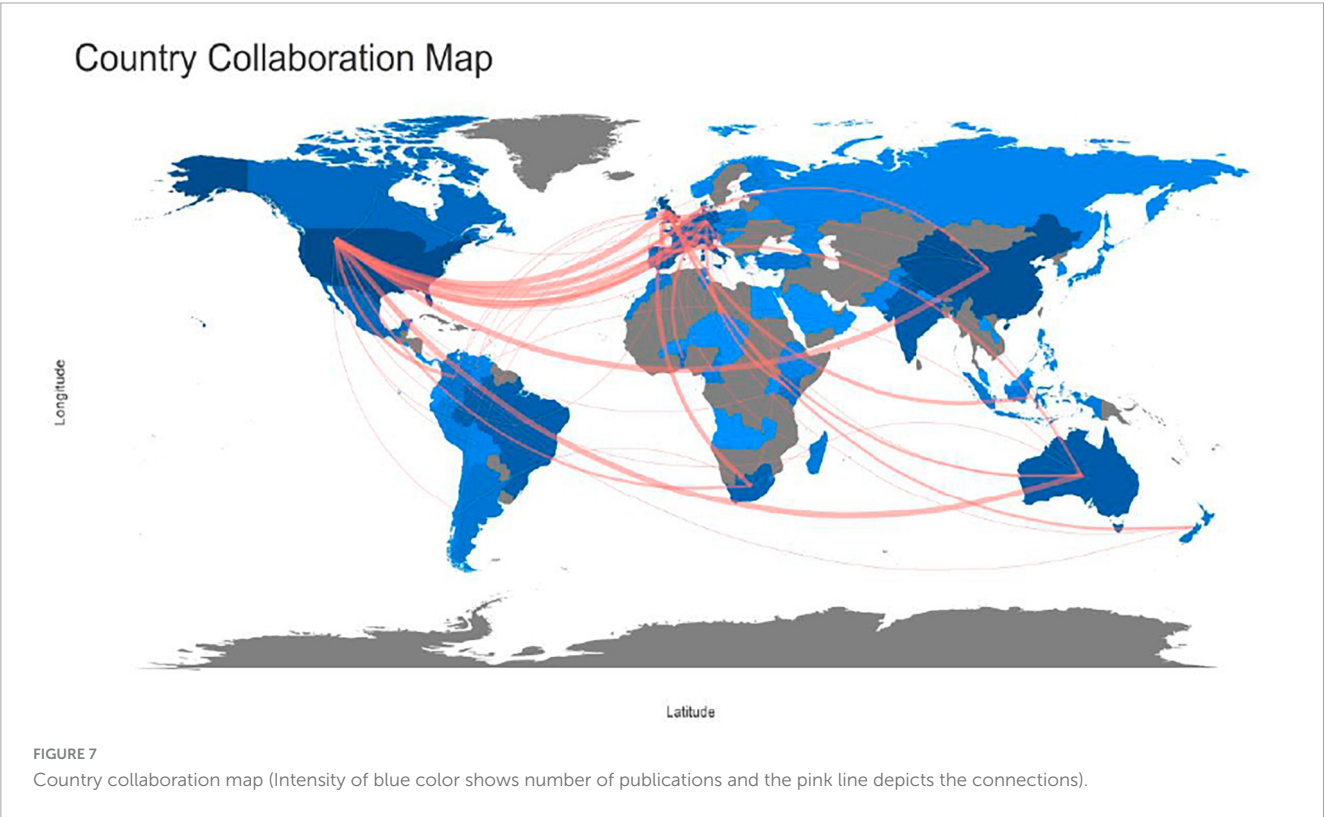 Country Collaboration Map
Longitude
Latitude
FIGURE 7
Country collaboration map (Intensity of blue color shows number of publications and the pink line depicts the connections).